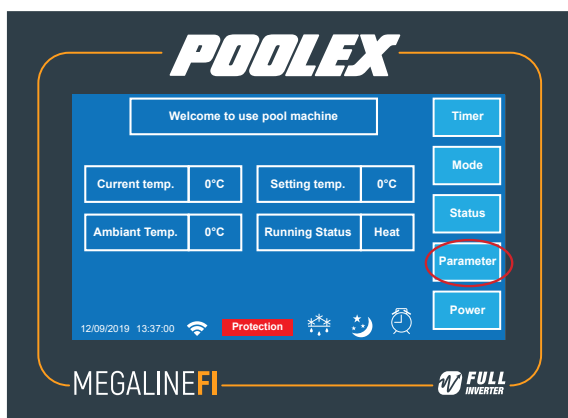 POOLEX
Welcome to use pool machine
Timer
Mode
Current temp. 0°C Setting temp. 0°C
Status
Ambiant Temp. 0°C Running Status Heat
Parameter
Power
12/09/2019 13:37:00 Protection
MEGALINEFI
FULL
INVERTER